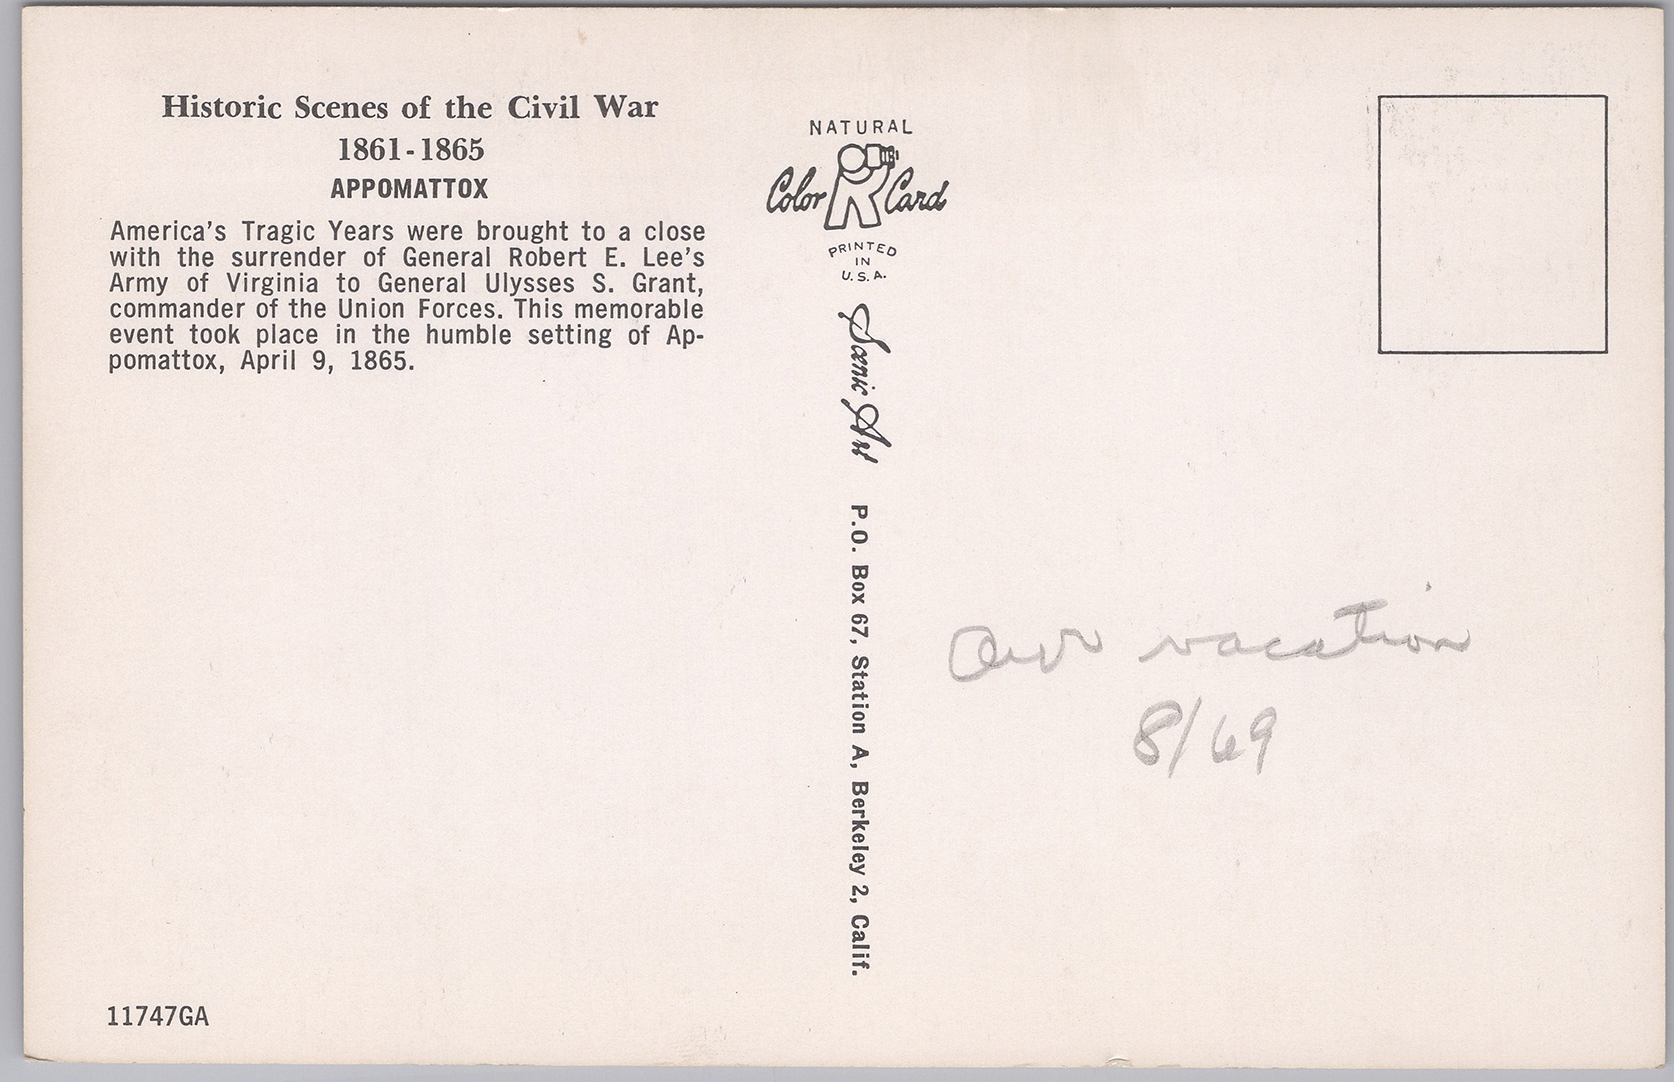 Historic Scenes of the Civil War
1861-1865
APPOMATTOX
America's Tragic Years were brought to a close
with the surrender of General Robert E. Lee's
Army of Virginia to General Ulysses S. Grant,
commander of the Union Forces. This memorable
event took place in the humble setting of Ap-
pomattox, April 9, 1865.
11747GA
NATURAL
Color Card
PRINTED
IN
U.S.A.
Scenic Art P.O. Box 67, Station A, Berkeley 2, Calif.
Our vacation
8/69